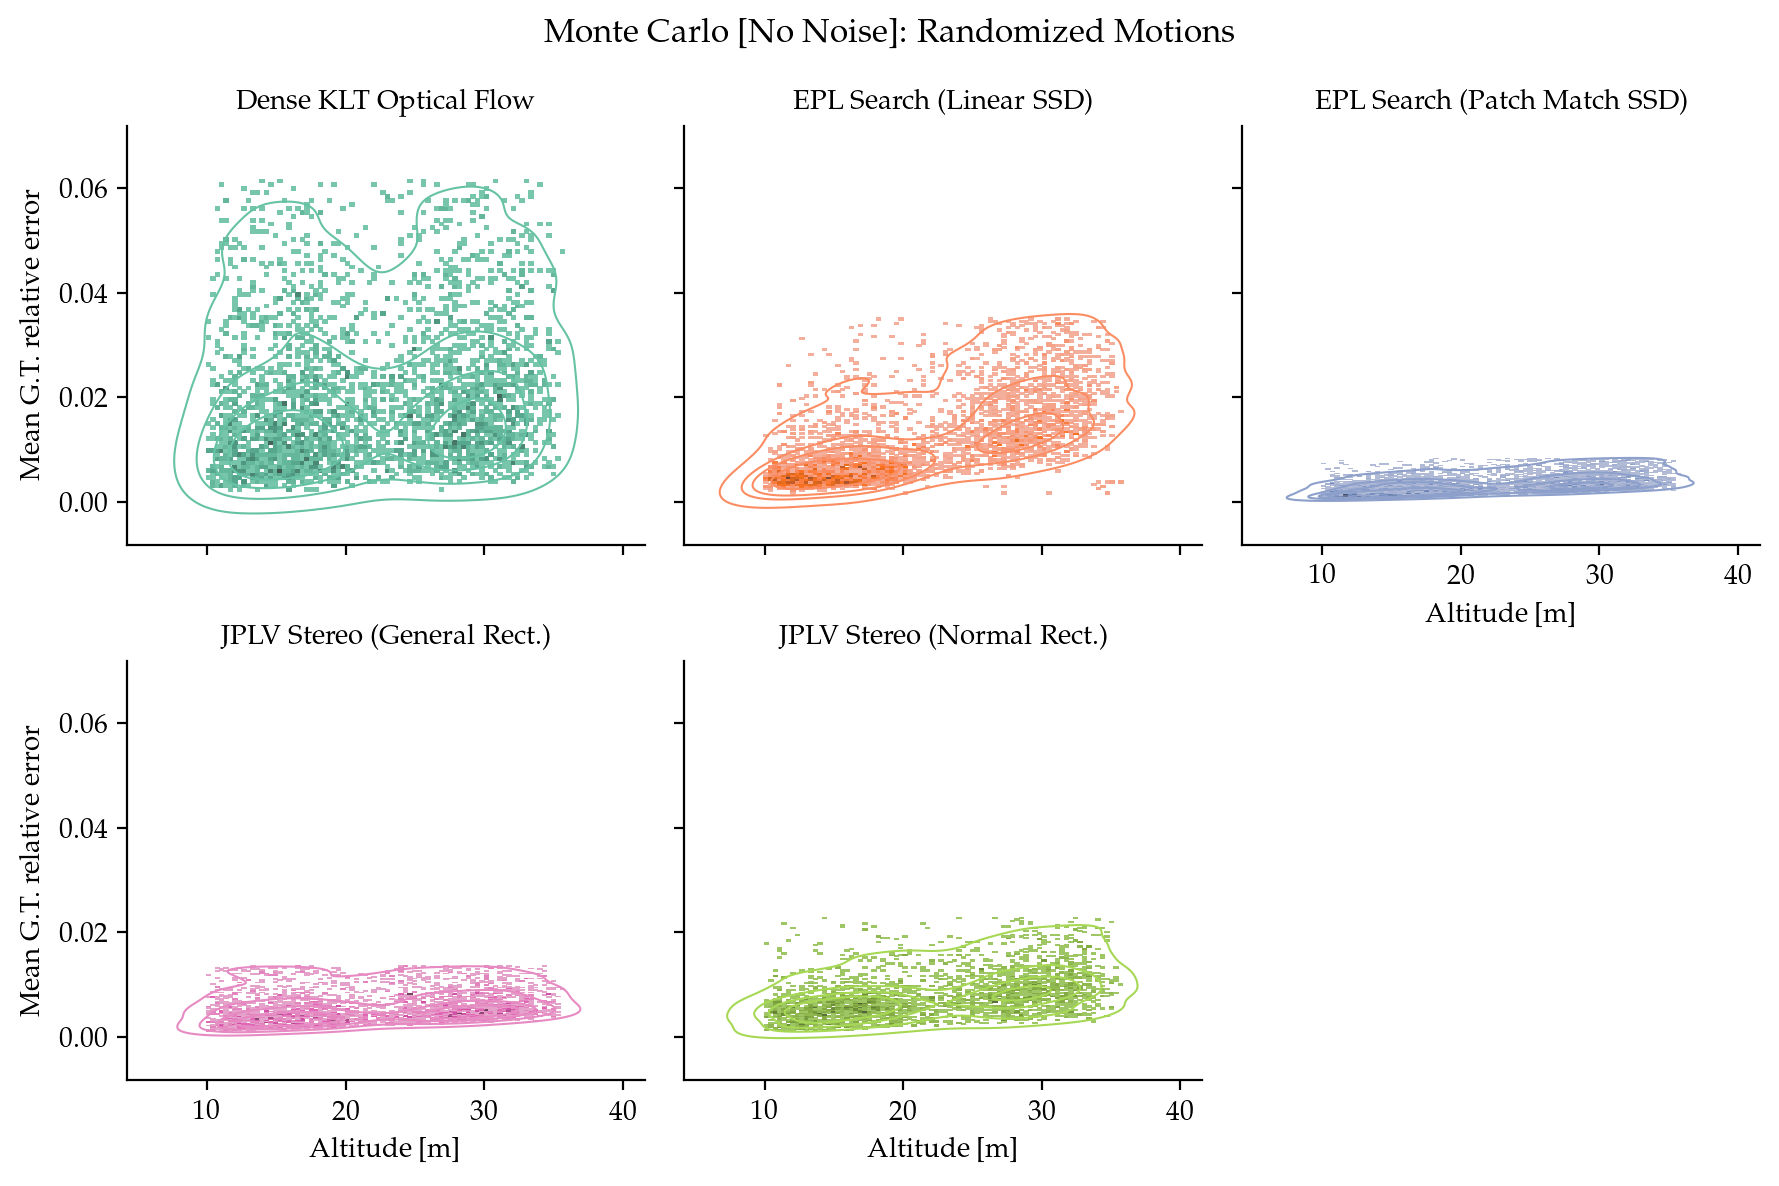 Monte Carlo [No Noise]: Randomized Motions
Dense KLT Optical Flow
EPL Search (Linear SSD)
EPL Search (Patch Match SSD)
Mean G.T. relative error
0.06
0.04
0.02
0.00
10 20 30 40
Altitude [m]
JPLV Stereo (General Rect.)
JPLV Stereo (Normal Rect.)
Mean G.T. relative error
0.06
0.04
0.02
0.00
10 20 30 40
Altitude [m]
10 20 30 40
Altitude [m]